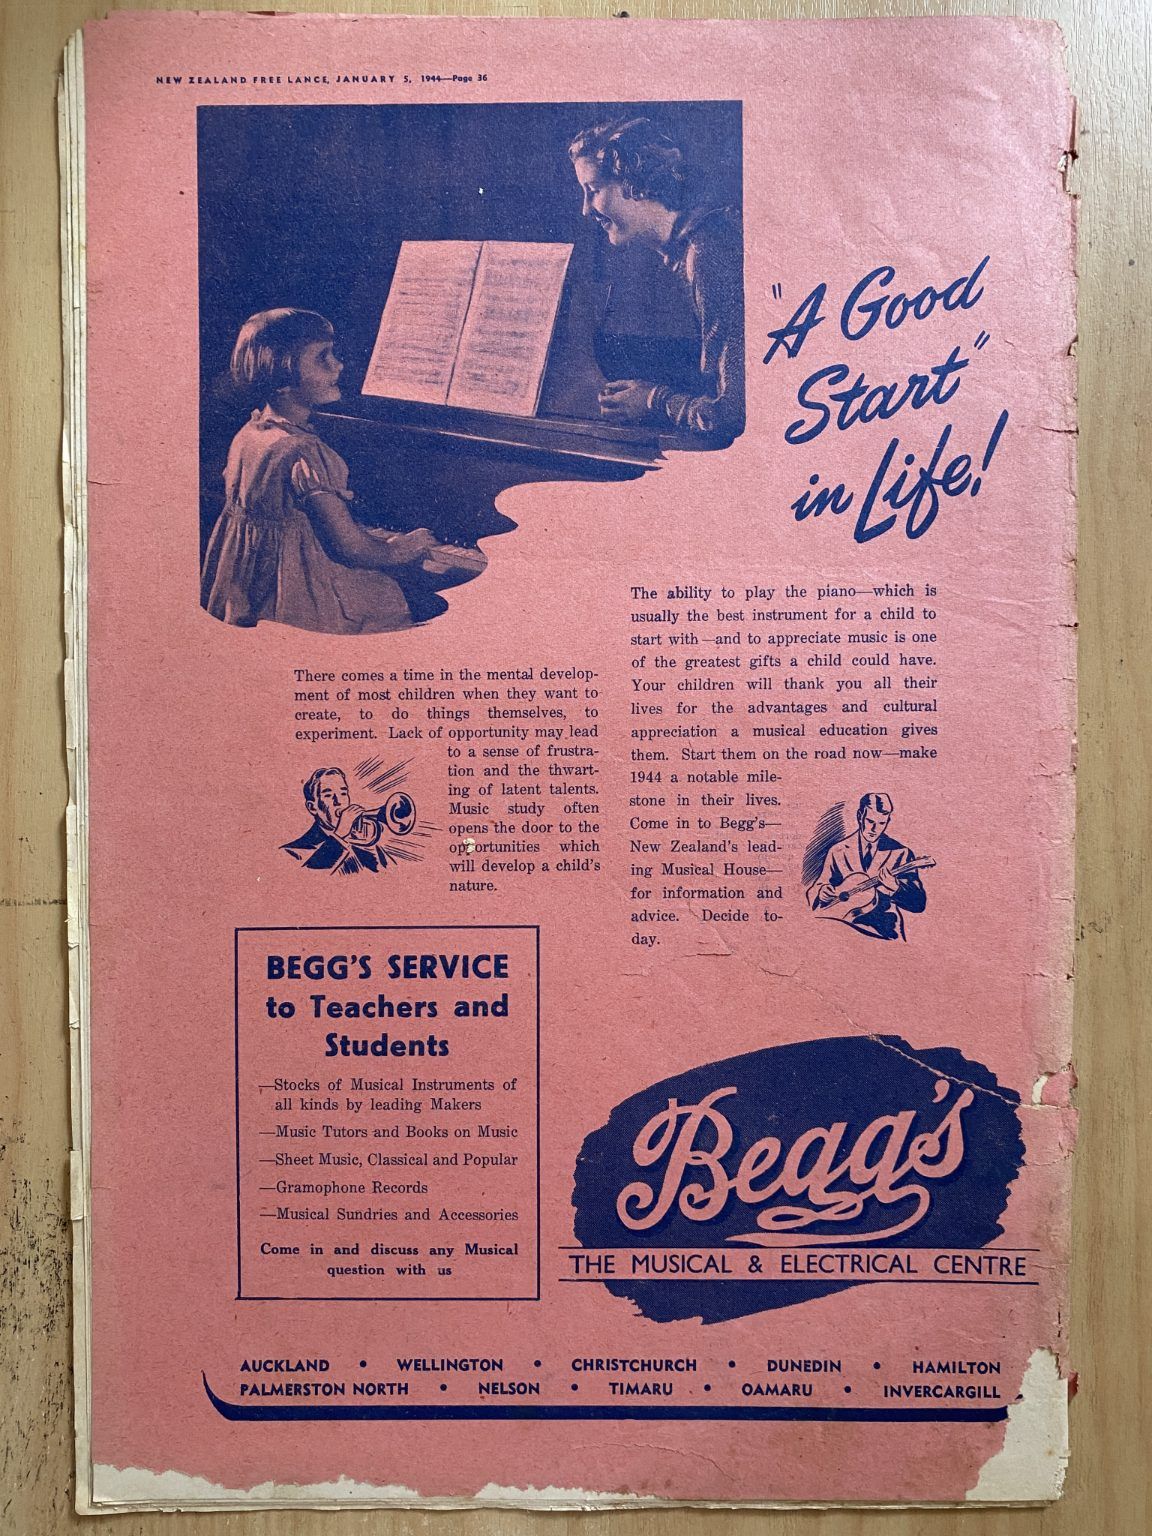 NEW ZEALAND FREE LANCE, JANUARY 5, 1944—Page 36
"A Good
Start"
in Life!
There comes a time in the mental develop-
ment of most children when they want to
create, to do things themselves, to
experiment. Lack of opportunity may lead
to a sense of frustra-
tion and the thwart-
ing of latent talents.
Music study often
opens the door to the
opportunities which
will develop a child's
nature.
The ability to play the piano—which is
usually the best instrument for a child to
start with—and to appreciate music is one
of the greatest gifts a child could have.
Your children will thank you all their
lives for the advantages and cultural
appreciation a musical education gives
them. Start them on the road now—make
1944 a notable mile-
stone in their lives.
Come in to Begg's—
New Zealand's lead-
ing Musical House—
for information and
advice. Decide to-
day.
BEGG'S SERVICE
to Teachers and
Students
—Stocks of Musical Instruments of
all kinds by leading Makers
—Music Tutors and Books on Music
—Sheet Music, Classical and Popular
—Gramophone Records
—Musical Sundries and Accessories
Come in and discuss any Musical
question with us
Begg's
THE MUSICAL & ELECTRICAL CENTRE
AUCKLAND • WELLINGTON • CHRISTCHURCH • DUNEDIN • HAMILTON
PALMERSTON NORTH • NELSON • TIMARU • OAMARU • INVERCARGILL